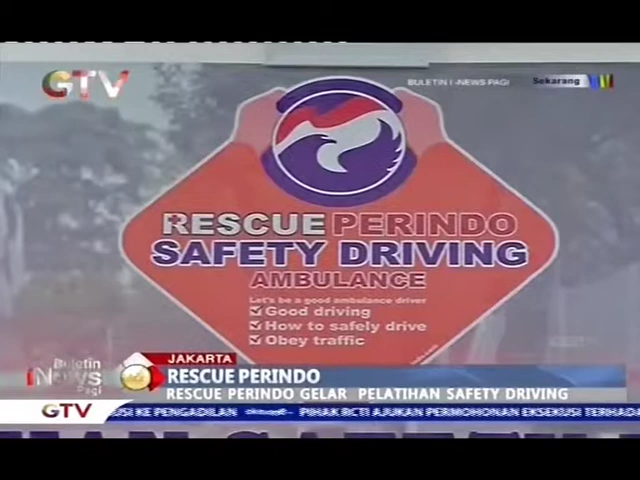 GTV
BULETIN I-NEWS PAGI
Sekarang
RESCUE PERINDO
SAFETY DRIVING
AMBULANCE
Let's be a good ambulance driver
Good driving
How to safely drive
Obey traffic
Buletin
iNews
Pagi
JAKARTA
RESCUE PERINDO
RESCUE PERINDO GELAR PELATIHAN SAFETY DRIVING
GTV
USI KE PENGADILAN
PIHAK RCTI AJUKAN PERMOHONAN EKSEKUSI TERHADA